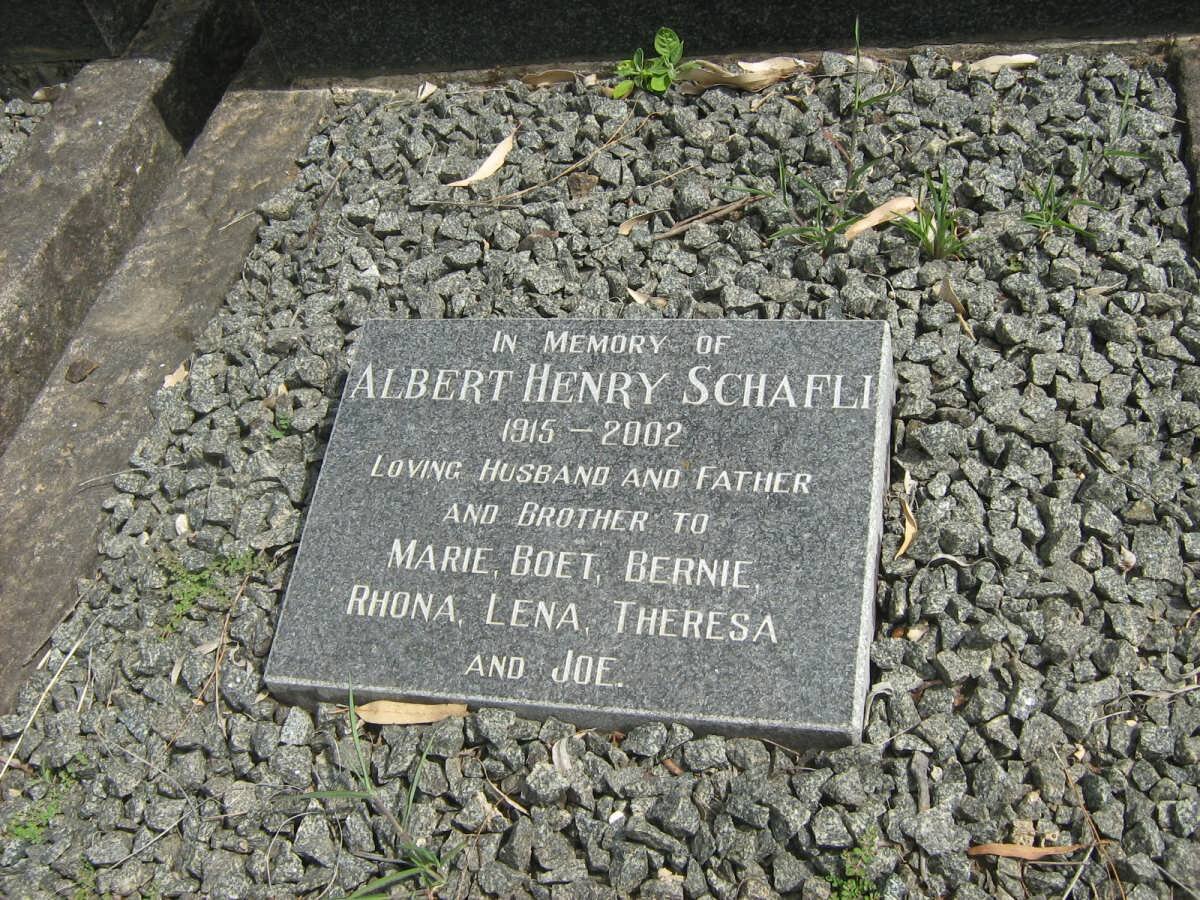 In Memory of
Albert Henry Schafli
1915 – 2002
Loving Husband and Father
and Brother to
Marie, Boet, Bernie,
Rhona, Lena, Theresa
and Joe.